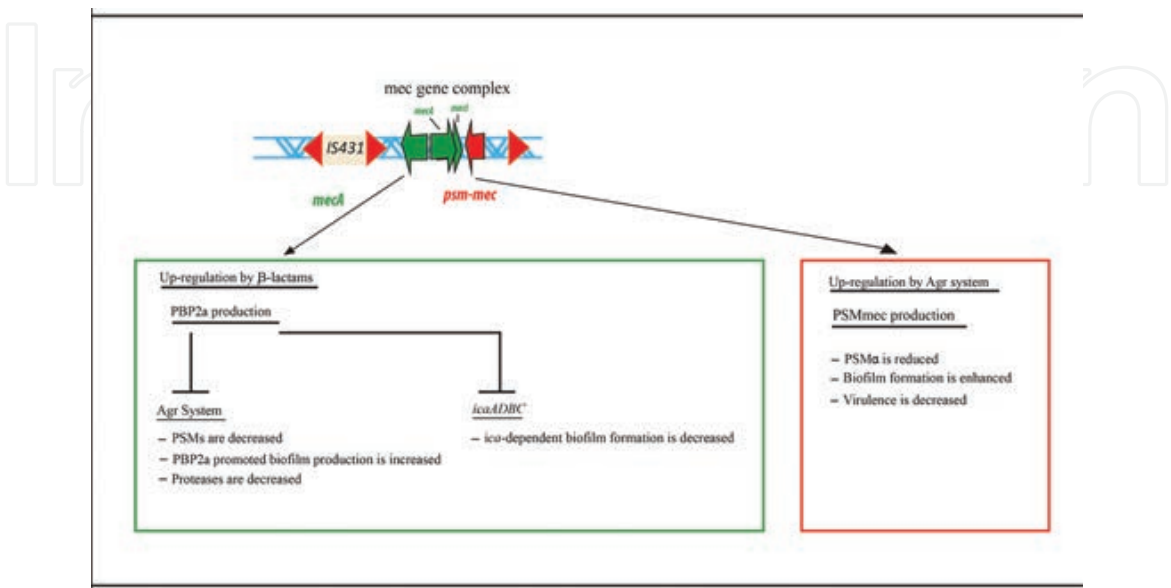 mec gene complex
mecA
mecI
IS431
mecA
psm-mec
Up-regulation by β-lactams
PBP2a production
Agr System
– PSMs are decreased
– PBP2a promoted biofilm production is increased
– Proteases are decreased
icaADBC
– ica-dependent biofilm formation is decreased
Up-regulation by Agr system
PSMmec production
– PSMα is reduced
– Biofilm formation is enhanced
– Virulence is decreased